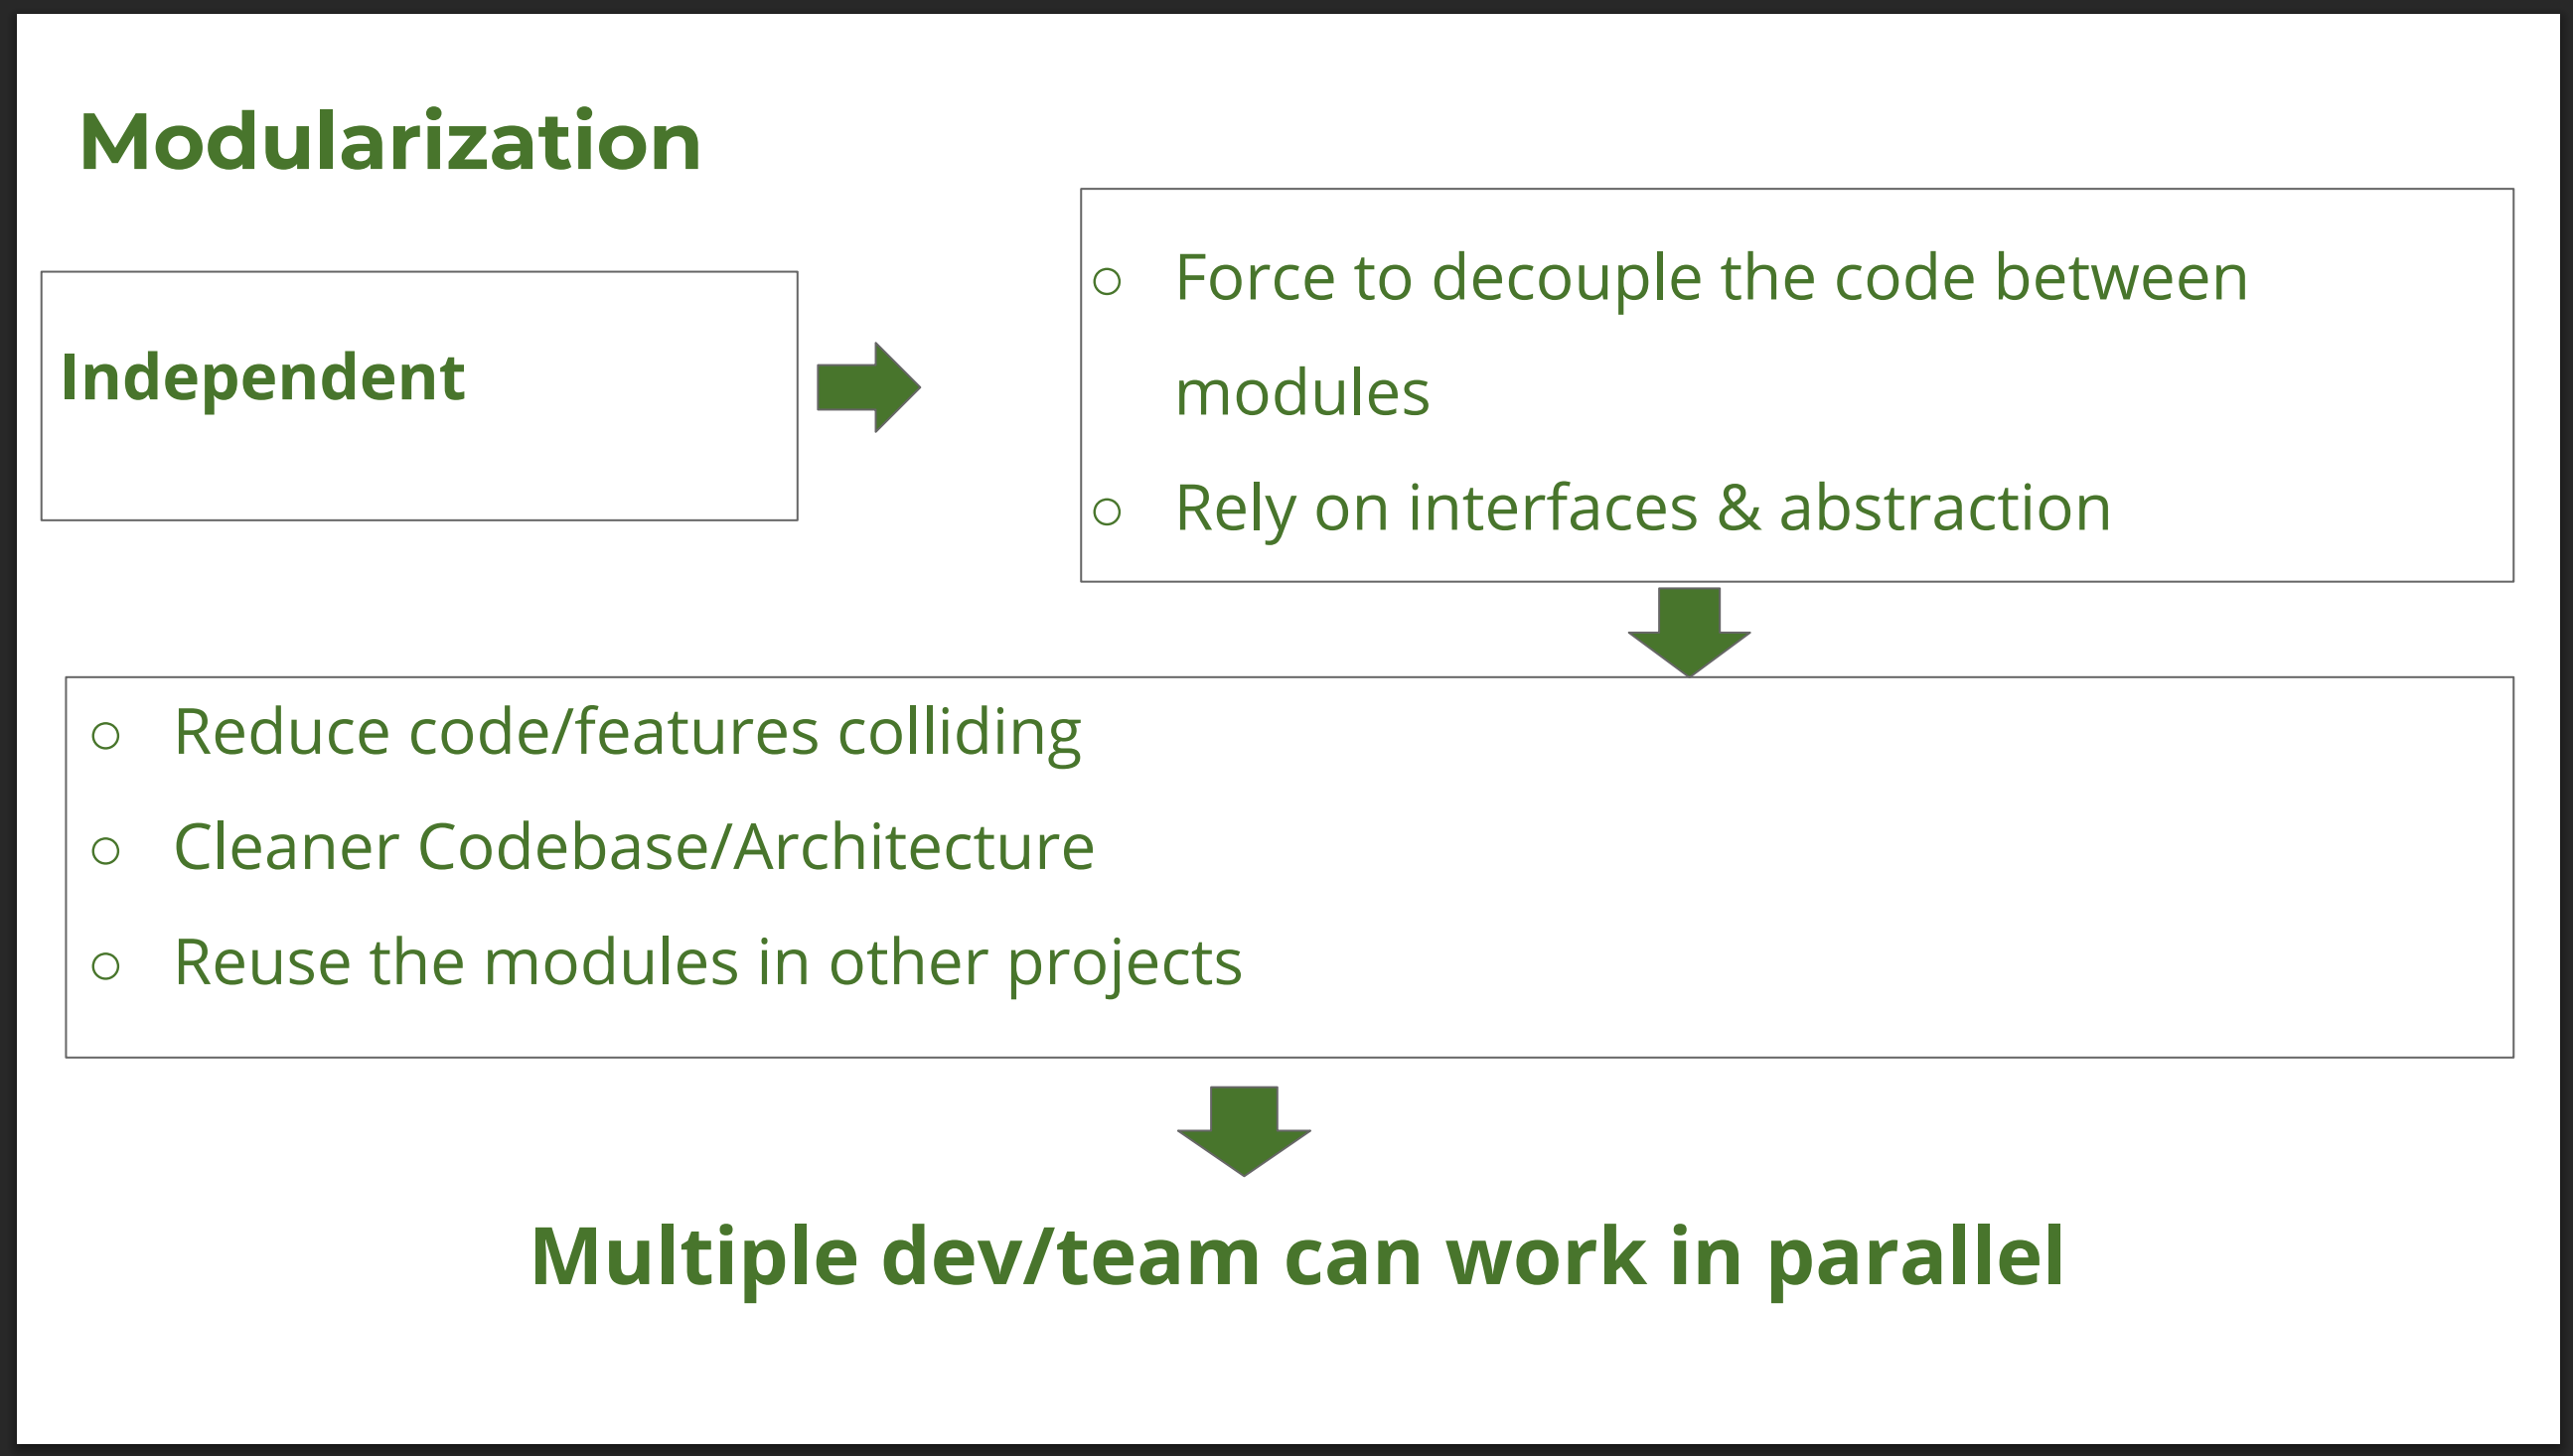 Modularization
Independent
○ Force to decouple the code between
modules
○ Rely on interfaces & abstraction
○ Reduce code/features colliding
○ Cleaner Codebase/Architecture
○ Reuse the modules in other projects
Multiple dev/team can work in parallel